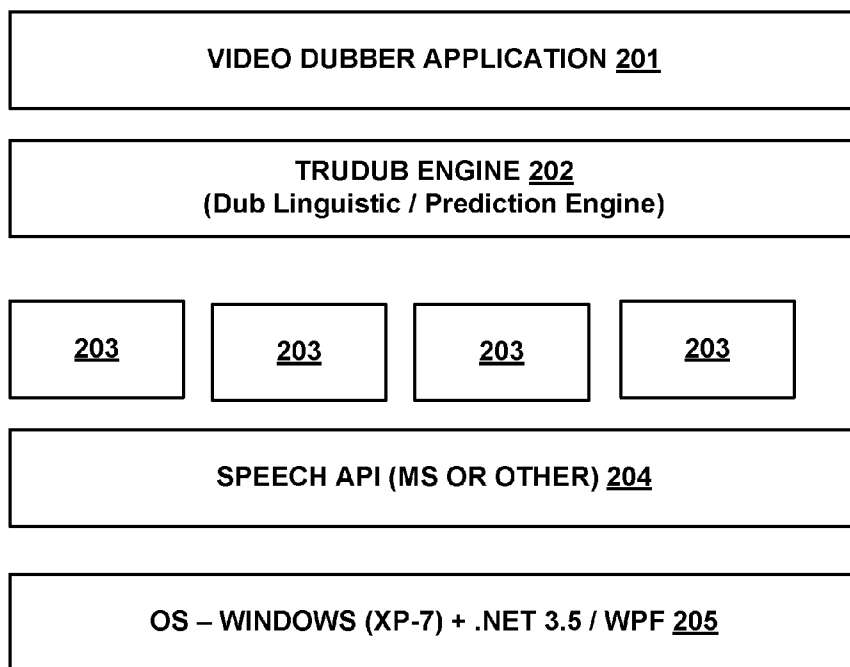 VIDEO DUBBER APPLICATION 201
TRUDUB ENGINE 202
(Dub Linguistic / Prediction Engine)
203 203 203 203
SPEECH API (MS OR OTHER) 204
OS – WINDOWS (XP-7) + .NET 3.5 / WPF 205